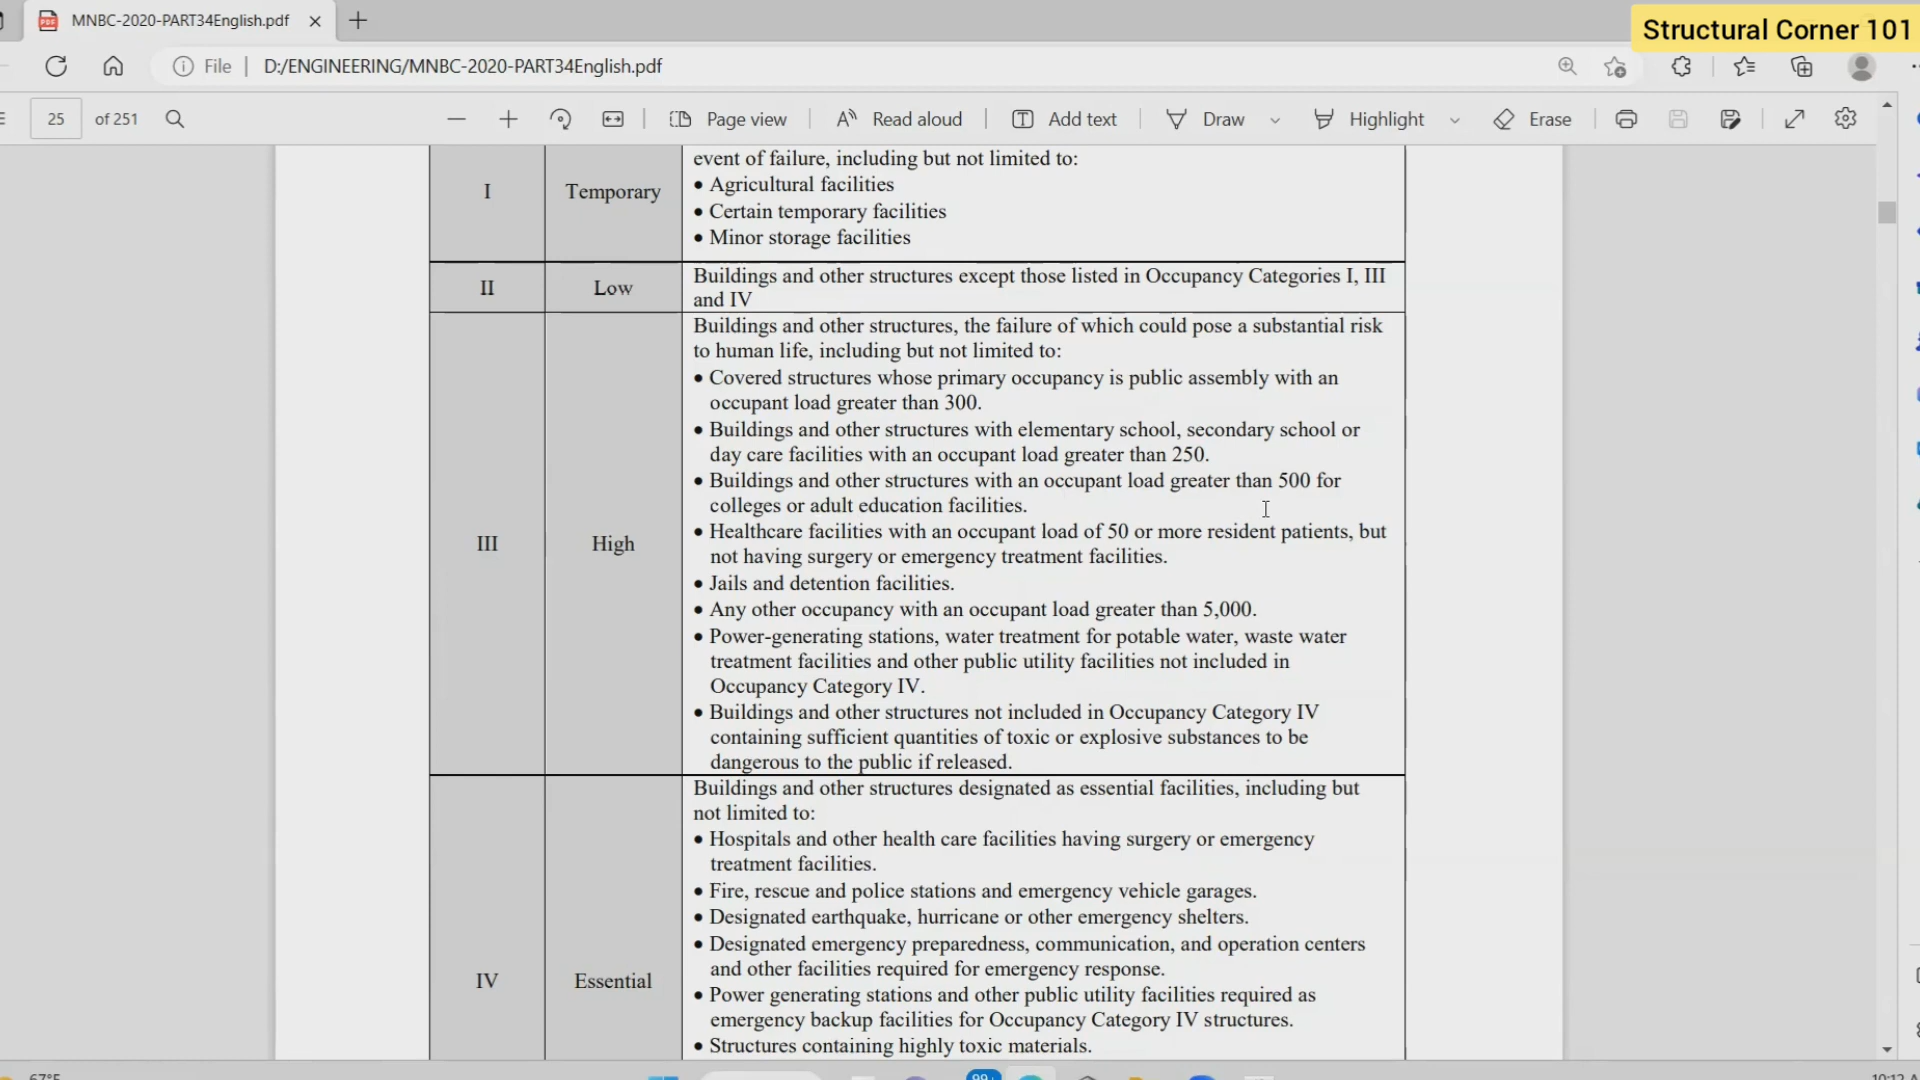 MNBC-2020-PART34English.pdf
Structural Corner 101
File
D:/ENGINEERING/MNBC-2020-PART34English.pdf
25 of 251
Page view
Read aloud
Add text
Draw
Highlight
Erase
event of failure, including but not limited to:
I Temporary
• Agricultural facilities
• Certain temporary facilities
• Minor storage facilities
II Low
Buildings and other structures except those listed in Occupancy Categories I, III
and IV
III High
Buildings and other structures, the failure of which could pose a substantial risk
to human life, including but not limited to:
• Covered structures whose primary occupancy is public assembly with an
occupant load greater than 300.
• Buildings and other structures with elementary school, secondary school or
day care facilities with an occupant load greater than 250.
• Buildings and other structures with an occupant load greater than 500 for
colleges or adult education facilities.
• Healthcare facilities with an occupant load of 50 or more resident patients, but
not having surgery or emergency treatment facilities.
• Jails and detention facilities.
• Any other occupancy with an occupant load greater than 5,000.
• Power-generating stations, water treatment for potable water, waste water
treatment facilities and other public utility facilities not included in
Occupancy Category IV.
• Buildings and other structures not included in Occupancy Category IV
containing sufficient quantities of toxic or explosive substances to be
dangerous to the public if released.
IV Essential
Buildings and other structures designated as essential facilities, including but
not limited to:
• Hospitals and other health care facilities having surgery or emergency
treatment facilities.
• Fire, rescue and police stations and emergency vehicle garages.
• Designated earthquake, hurricane or other emergency shelters.
• Designated emergency preparedness, communication, and operation centers
and other facilities required for emergency response.
• Power generating stations and other public utility facilities required as
emergency backup facilities for Occupancy Category IV structures.
• Structures containing highly toxic materials.
67°F
99+